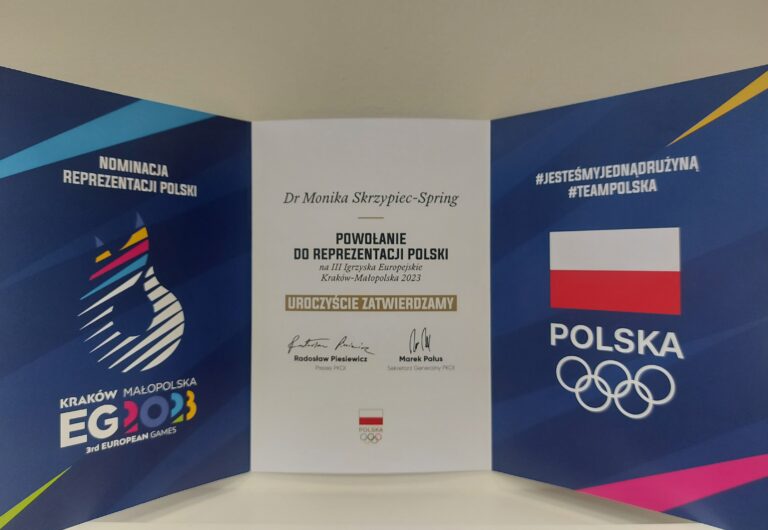 NOMINACJA
REPREZENTACJI POLSKI
KRAKÓW MAŁOPOLSKA
EG2023
3rd EUROPEAN GAMES
Dr Monika Skrzypiec-Spring
POWOŁANIE
DO REPREZENTACJI POLSKI
na III Igrzyska Europejskie
Kraków-Małopolska 2023
UROCZYŚCIE ZATWIERDZAMY
Radosław Piesiewicz
Prezes PKOl
Marek Pałus
Sekretarz Generalny PKOl
POLSKA
#JESTEŚMYJEDNĄDRUŻYNĄ
#TEAMPOLSKA
POLSKA